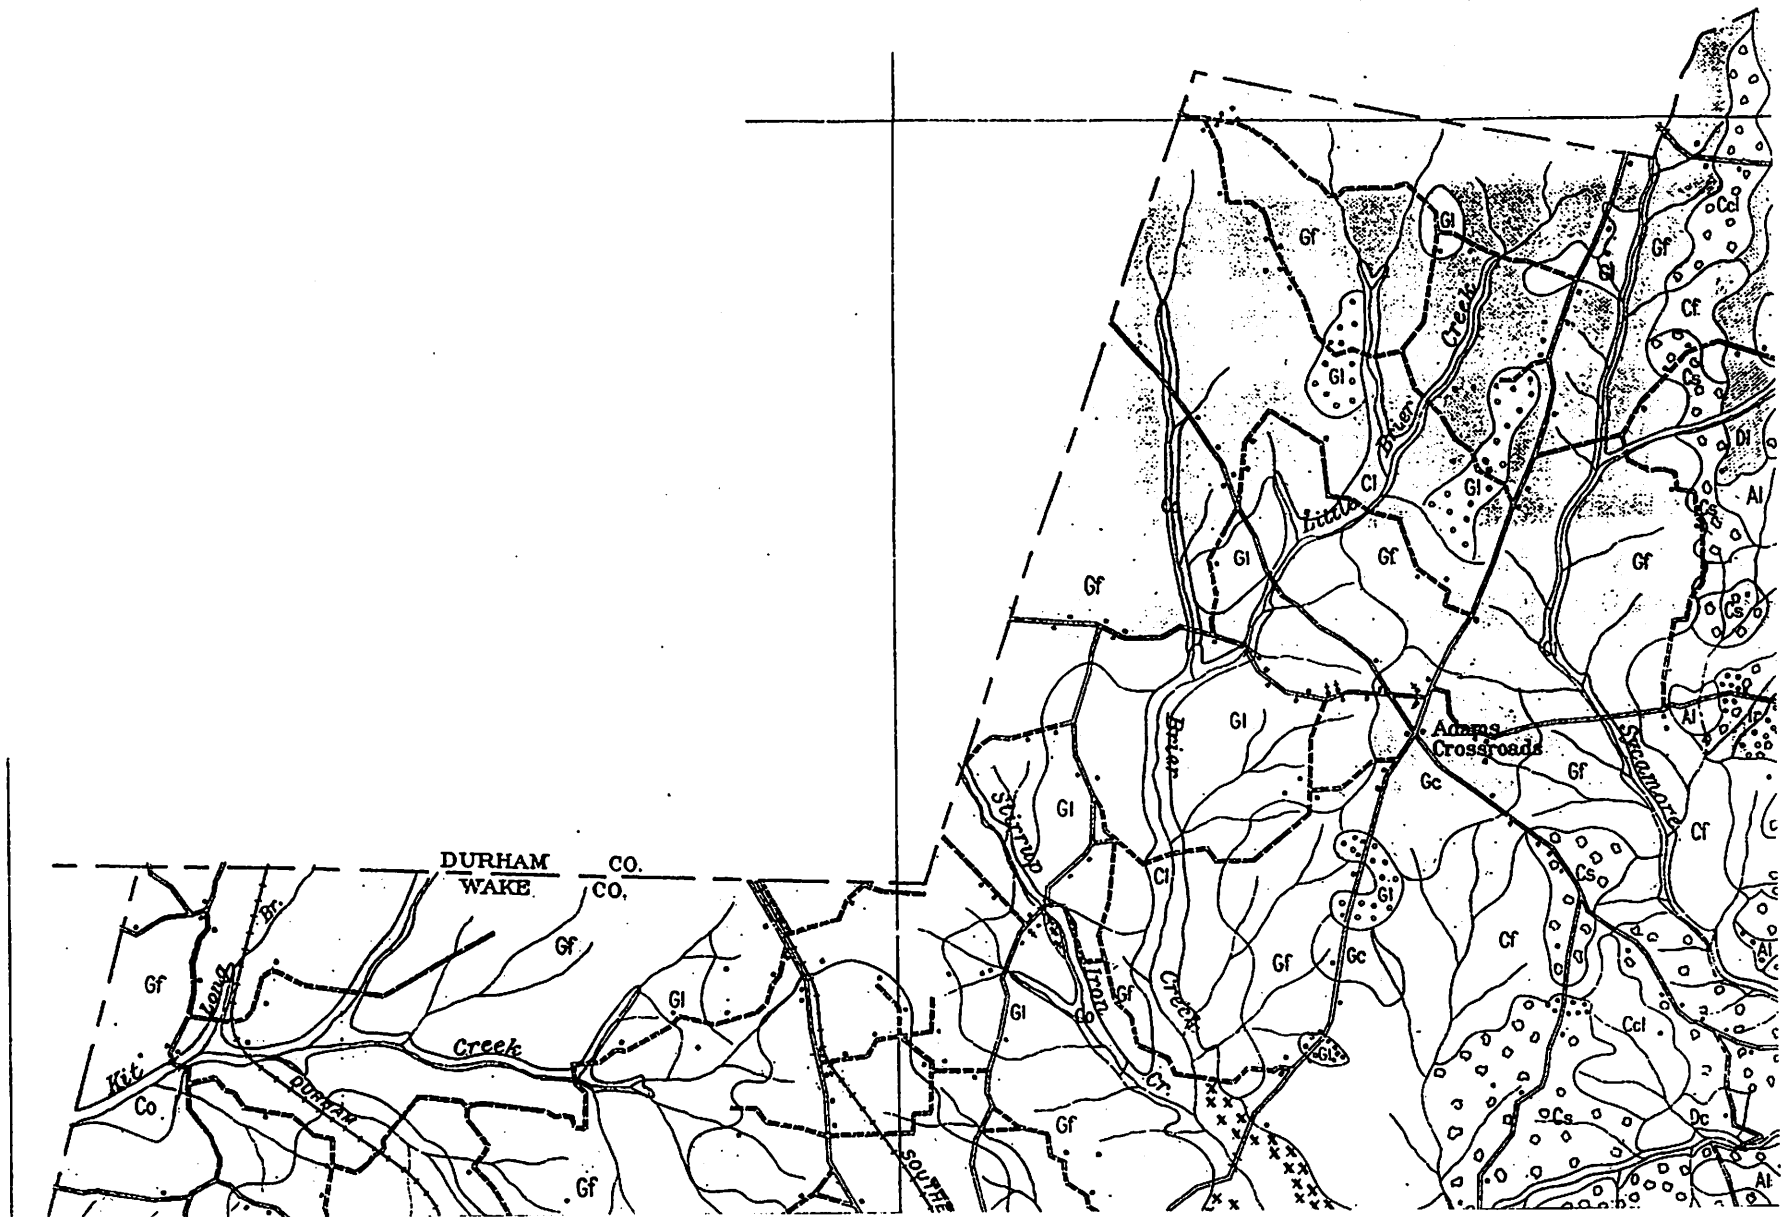 Gl
Gf
Gf
Ccl
Gl
Cf
Creek
Gl
Cs
Brier
Dl
Cl
Gl
Al
Little
Cs
Gl
Gf
Gf
Gf
Cs
Gl
Al
Brier
Adams
Crossroads
Sycamore
Gf
Gc
Stirrup
Gl
Cf
DURHAM CO.
WAKE CO.
Cl
Cs
Gl
Br.
Gf
Cf
Al
Gf
Long
Gl
Gf
Gc
Iron
Gf
Creek
Gl
Co
Ccl
Creek
Gl
Kit
Cr.
DURHAM
Co.
Cs
Dc
Gf
SOUTHE
Gf
Al